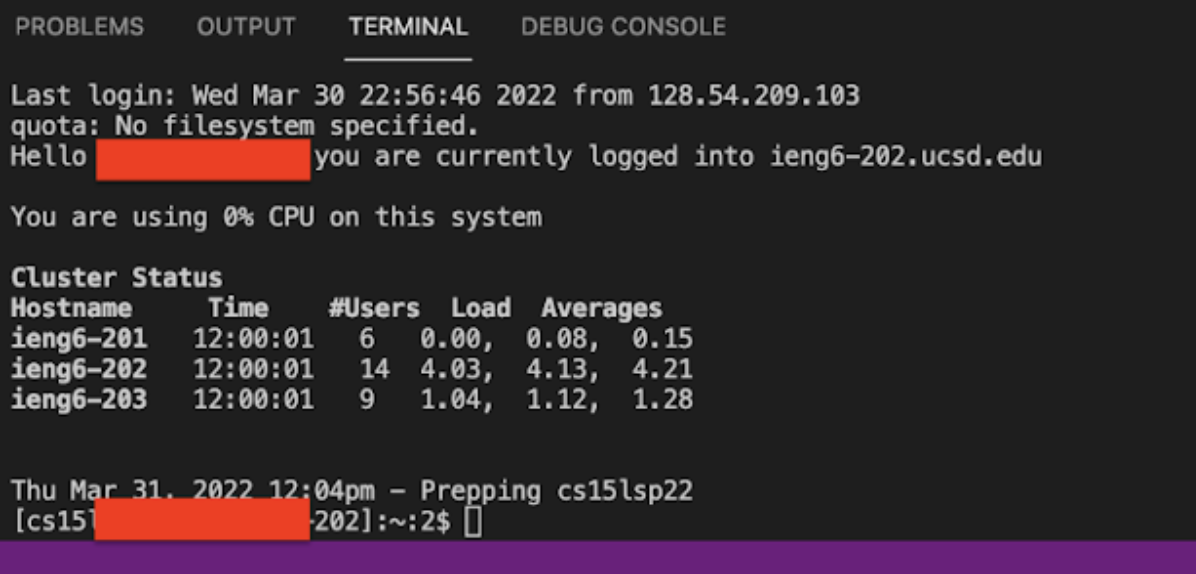 PROBLEMS OUTPUT TERMINAL DEBUG CONSOLE
Last login: Wed Mar 30 22:56:46 2022 from 128.54.209.103
quota: No filesystem specified.
Hello you are currently logged into ieng6-202.ucsd.edu
You are using 0% CPU on this system
Cluster Status
Hostname Time #Users Load Averages
ieng6-201 12:00:01 6 0.00, 0.08, 0.15
ieng6-202 12:00:01 14 4.03, 4.13, 4.21
ieng6-203 12:00:01 9 1.04, 1.12, 1.28
Thu Mar 31, 2022 12:04pm - Prepping cs15lsp22
[cs15l -202]:~:2$